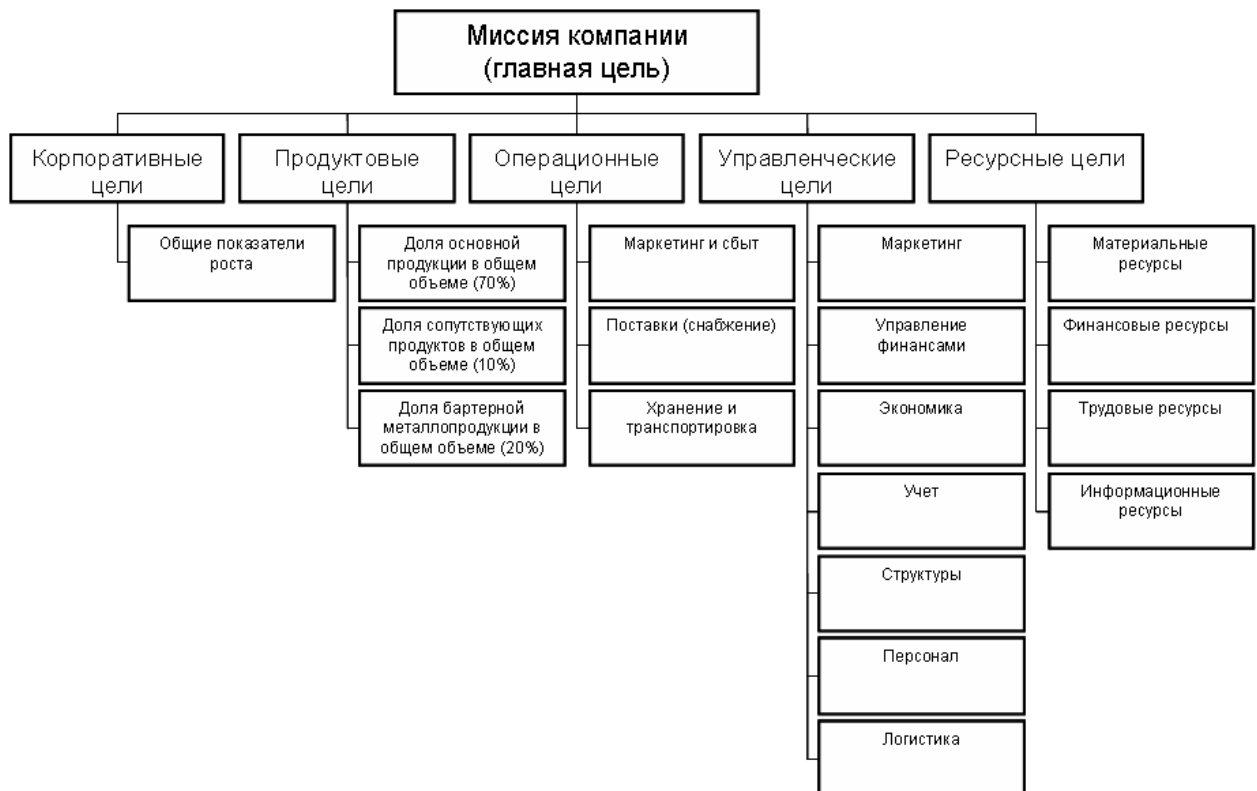 Миссия компании
(главная цель)
Корпоративные
цели
Продуктовые
цели
Операционные
цели
Управленческие
цели
Ресурсные цели
Общие показатели
роста
Доля основной
продукции в общем
объеме (70%)
Доля сопутствующих
продуктов в общем
объеме (10%)
Доля бартерной
металлопродукции в
общем объеме (20%)
Маркетинг и сбыт
Поставки (снабжение)
Хранение и
транспортировка
Маркетинг
Управление
финансами
Экономика
Учет
Структуры
Персонал
Логистика
Материальные
ресурсы
Финансовые ресурсы
Трудовые ресурсы
Информационные
ресурсы